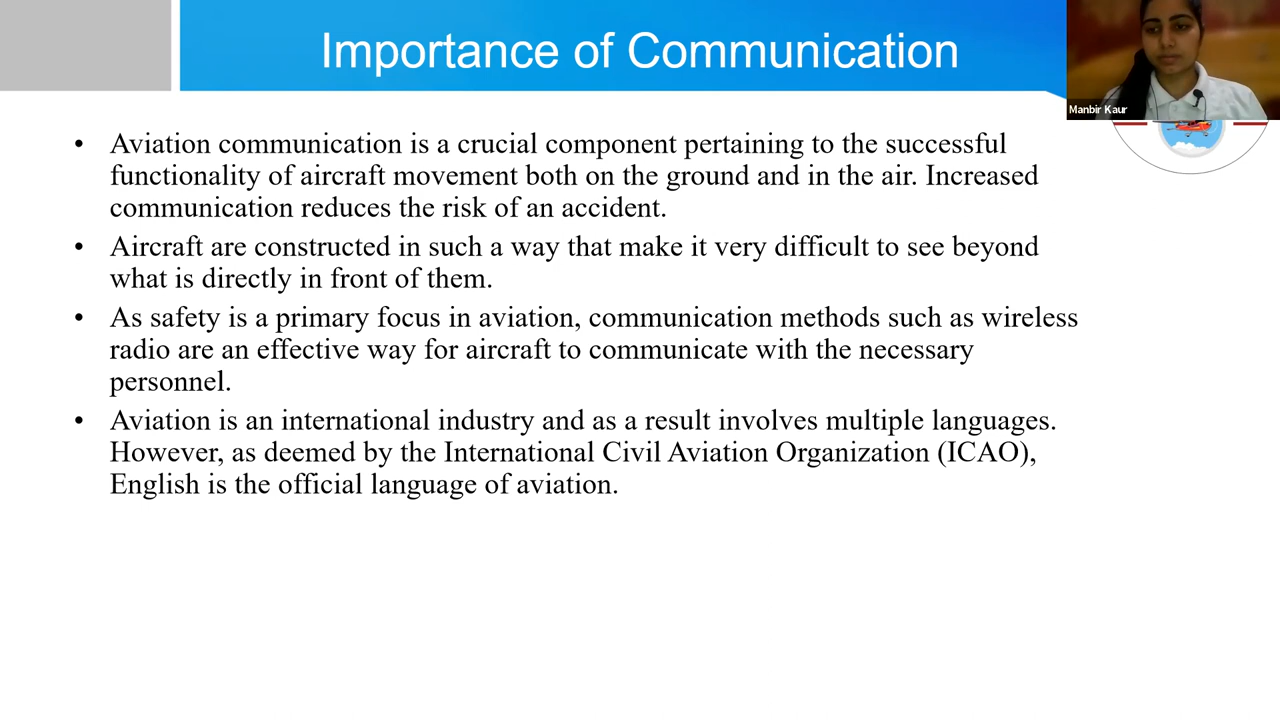 Importance of Communication
Manbir Kaur
• Aviation communication is a crucial component pertaining to the successful
functionality of aircraft movement both on the ground and in the air. Increased
communication reduces the risk of an accident.
• Aircraft are constructed in such a way that make it very difficult to see beyond
what is directly in front of them.
• As safety is a primary focus in aviation, communication methods such as wireless
radio are an effective way for aircraft to communicate with the necessary
personnel.
• Aviation is an international industry and as a result involves multiple languages.
However, as deemed by the International Civil Aviation Organization (ICAO),
English is the official language of aviation.